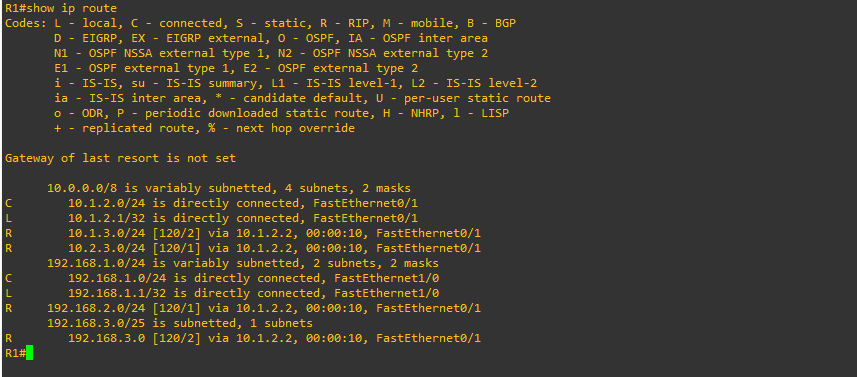 R1#show ip route
Codes: L - local, C - connected, S - static, R - RIP, M - mobile, B - BGP
       D - EIGRP, EX - EIGRP external, O - OSPF, IA - OSPF inter area
       N1 - OSPF NSSA external type 1, N2 - OSPF NSSA external type 2
       E1 - OSPF external type 1, E2 - OSPF external type 2
       i - IS-IS, su - IS-IS summary, L1 - IS-IS level-1, L2 - IS-IS level-2
       ia - IS-IS inter area, * - candidate default, U - per-user static route
       o - ODR, P - periodic downloaded static route, H - NHRP, l - LISP
       + - replicated route, % - next hop override

Gateway of last resort is not set

      10.0.0.0/8 is variably subnetted, 4 subnets, 2 masks
C        10.1.2.0/24 is directly connected, FastEthernet0/1
L        10.1.2.1/32 is directly connected, FastEthernet0/1
R        10.1.3.0/24 [120/2] via 10.1.2.2, 00:00:10, FastEthernet0/1
R        10.2.3.0/24 [120/1] via 10.1.2.2, 00:00:10, FastEthernet0/1
      192.168.1.0/24 is variably subnetted, 2 subnets, 2 masks
C        192.168.1.0/24 is directly connected, FastEthernet1/0
L        192.168.1.1/32 is directly connected, FastEthernet1/0
R     192.168.2.0/24 [120/1] via 10.1.2.2, 00:00:10, FastEthernet0/1
      192.168.3.0/25 is subnetted, 1 subnets
R        192.168.3.0 [120/2] via 10.1.2.2, 00:00:10, FastEthernet0/1
R1#